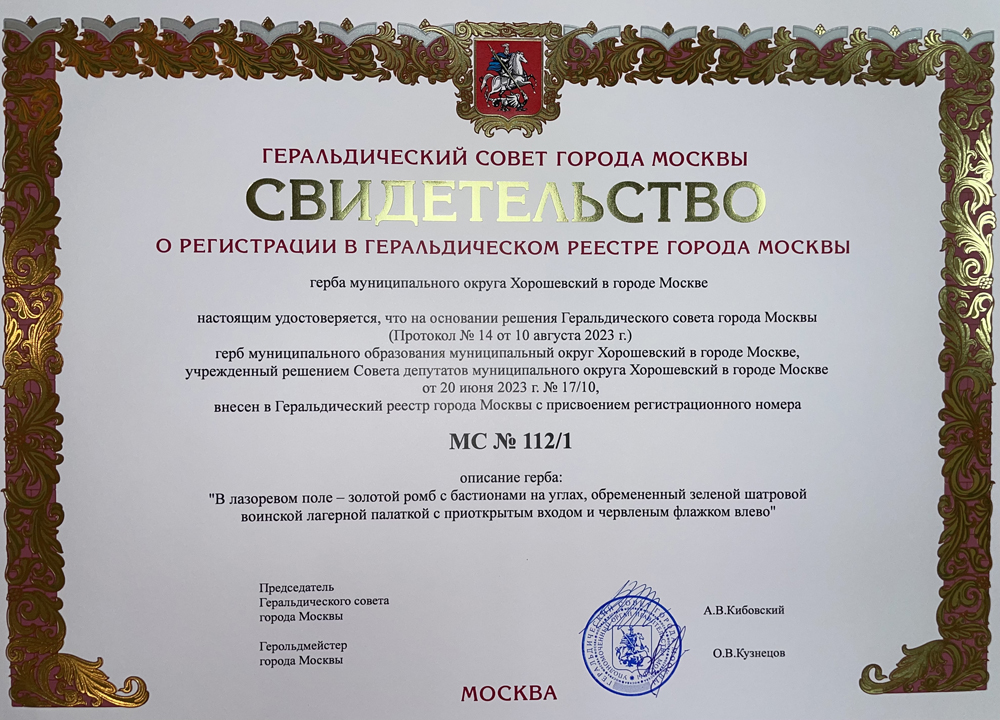 ГЕРАЛЬДИЧЕСКИЙ СОВЕТ ГОРОДА МОСКВЫ
СВИДЕТЕЛЬСТВО
О РЕГИСТРАЦИИ В ГЕРАЛЬДИЧЕСКОМ РЕЕСТРЕ ГОРОДА МОСКВЫ
герба муниципального округа Хорошевский в городе Москве
настоящим удостоверяется, что на основании решения Геральдического совета города Москвы
(Протокол № 14 от 10 августа 2023 г.)
герб муниципального образования муниципальный округ Хорошевский в городе Москве,
учрежденный решением Совета депутатов муниципального округа Хорошевский в городе Москве
от 20 июня 2023 г. № 17/10,
внесен в Геральдический реестр города Москвы с присвоением регистрационного номера
МС № 112/1
описание герба:
"В лазоревом поле – золотой ромб с бастионами на углах, обремененный зеленой шатровой
воинской лагерной палаткой с приоткрытым входом и червленым флажком влево"
Председатель
Геральдического совета
города Москвы
А.В.Кибовский
Герольдмейстер
города Москвы
О.В.Кузнецов
ГЕРАЛЬДИЧЕСКИЙ СОВЕТ ГОРОДА МОСКВЫ
МОСКВА